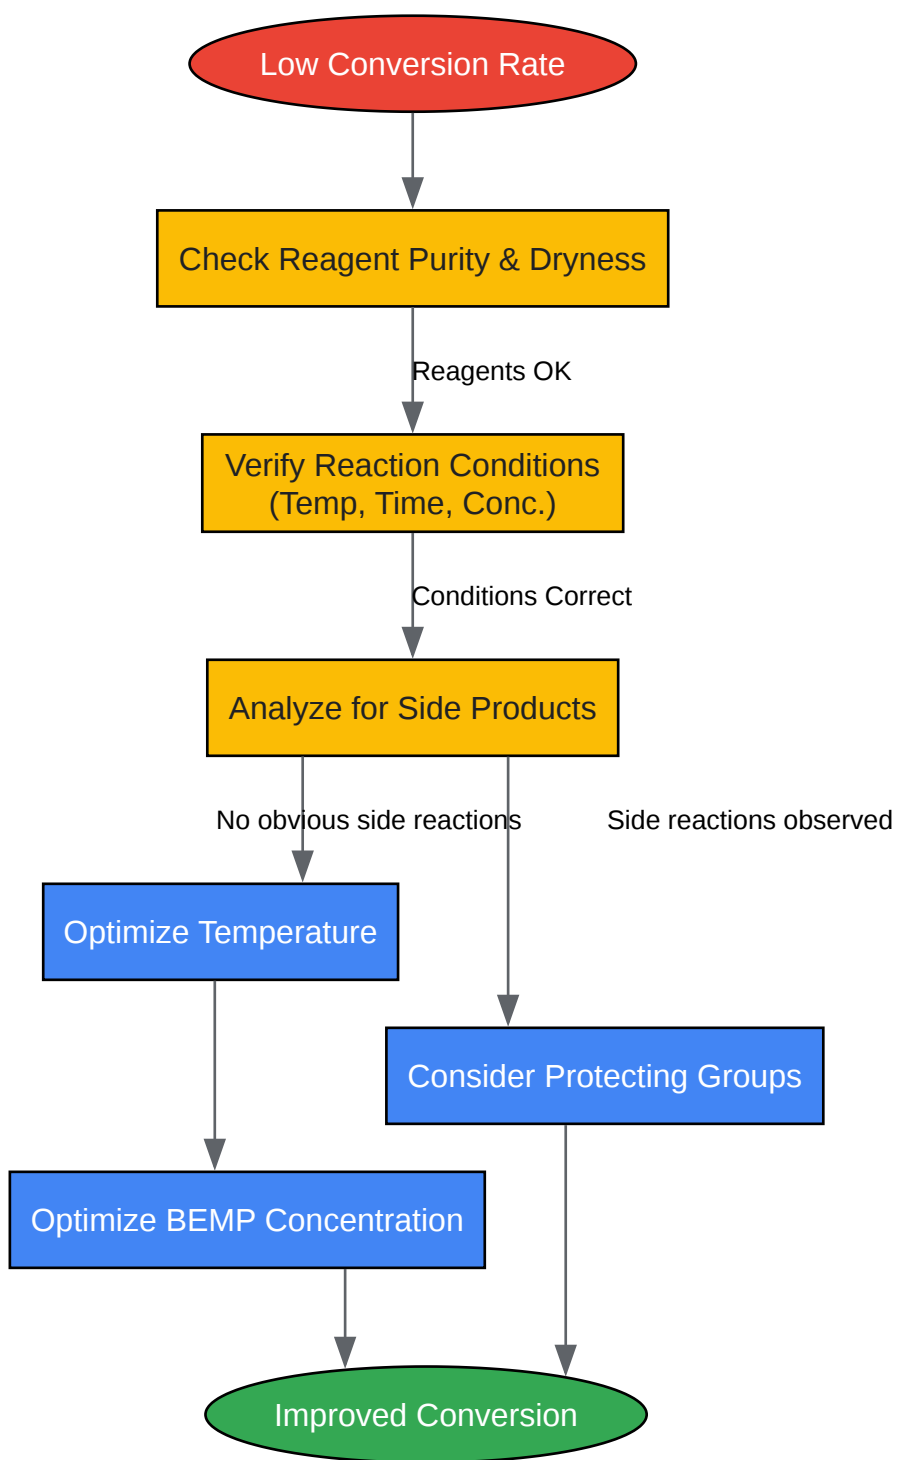 Low Conversion Rate
Check Reagent Purity & Dryness
Reagents OK
Verify Reaction Conditions
(Temp, Time, Conc.)
Conditions Correct
Analyze for Side Products
No obvious side reactions
Side reactions observed
Optimize Temperature
Consider Protecting Groups
Optimize BEMP Concentration
Improved Conversion